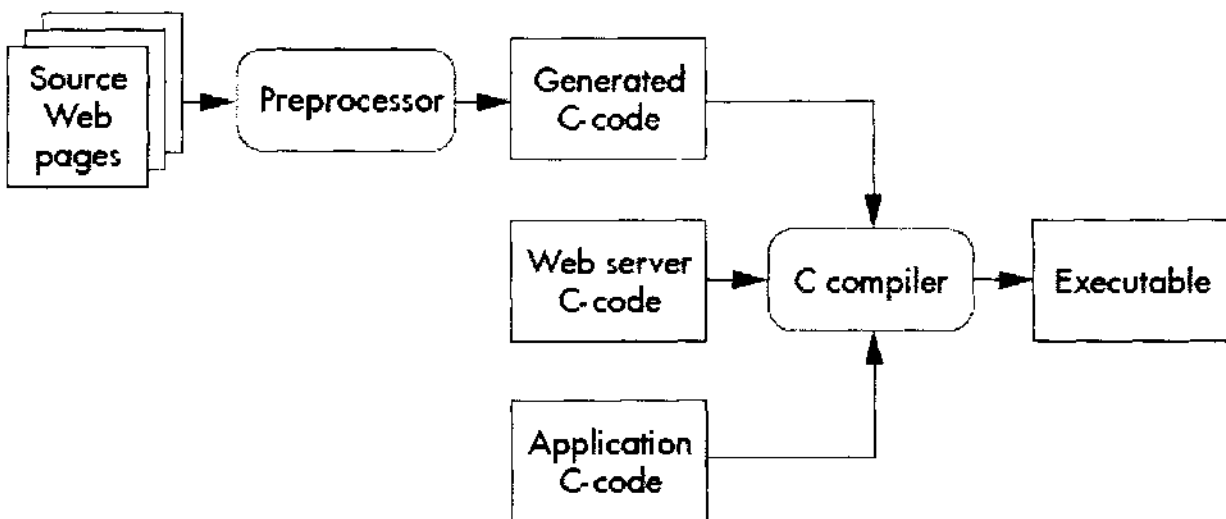 Source
Web
pages
Preprocessor
Generated
C-code
Web server
C-code
C compiler
Executable
Application
C-code